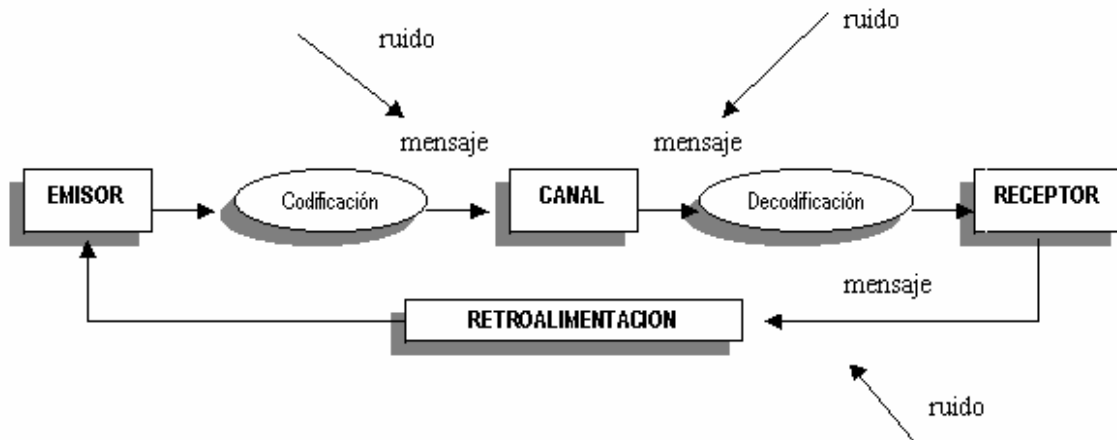 ruido
ruido
mensaje
mensaje
EMISOR
Codificación
CANAL
Decodificación
RECEPTOR
mensaje
RETROALIMENTACION
ruido